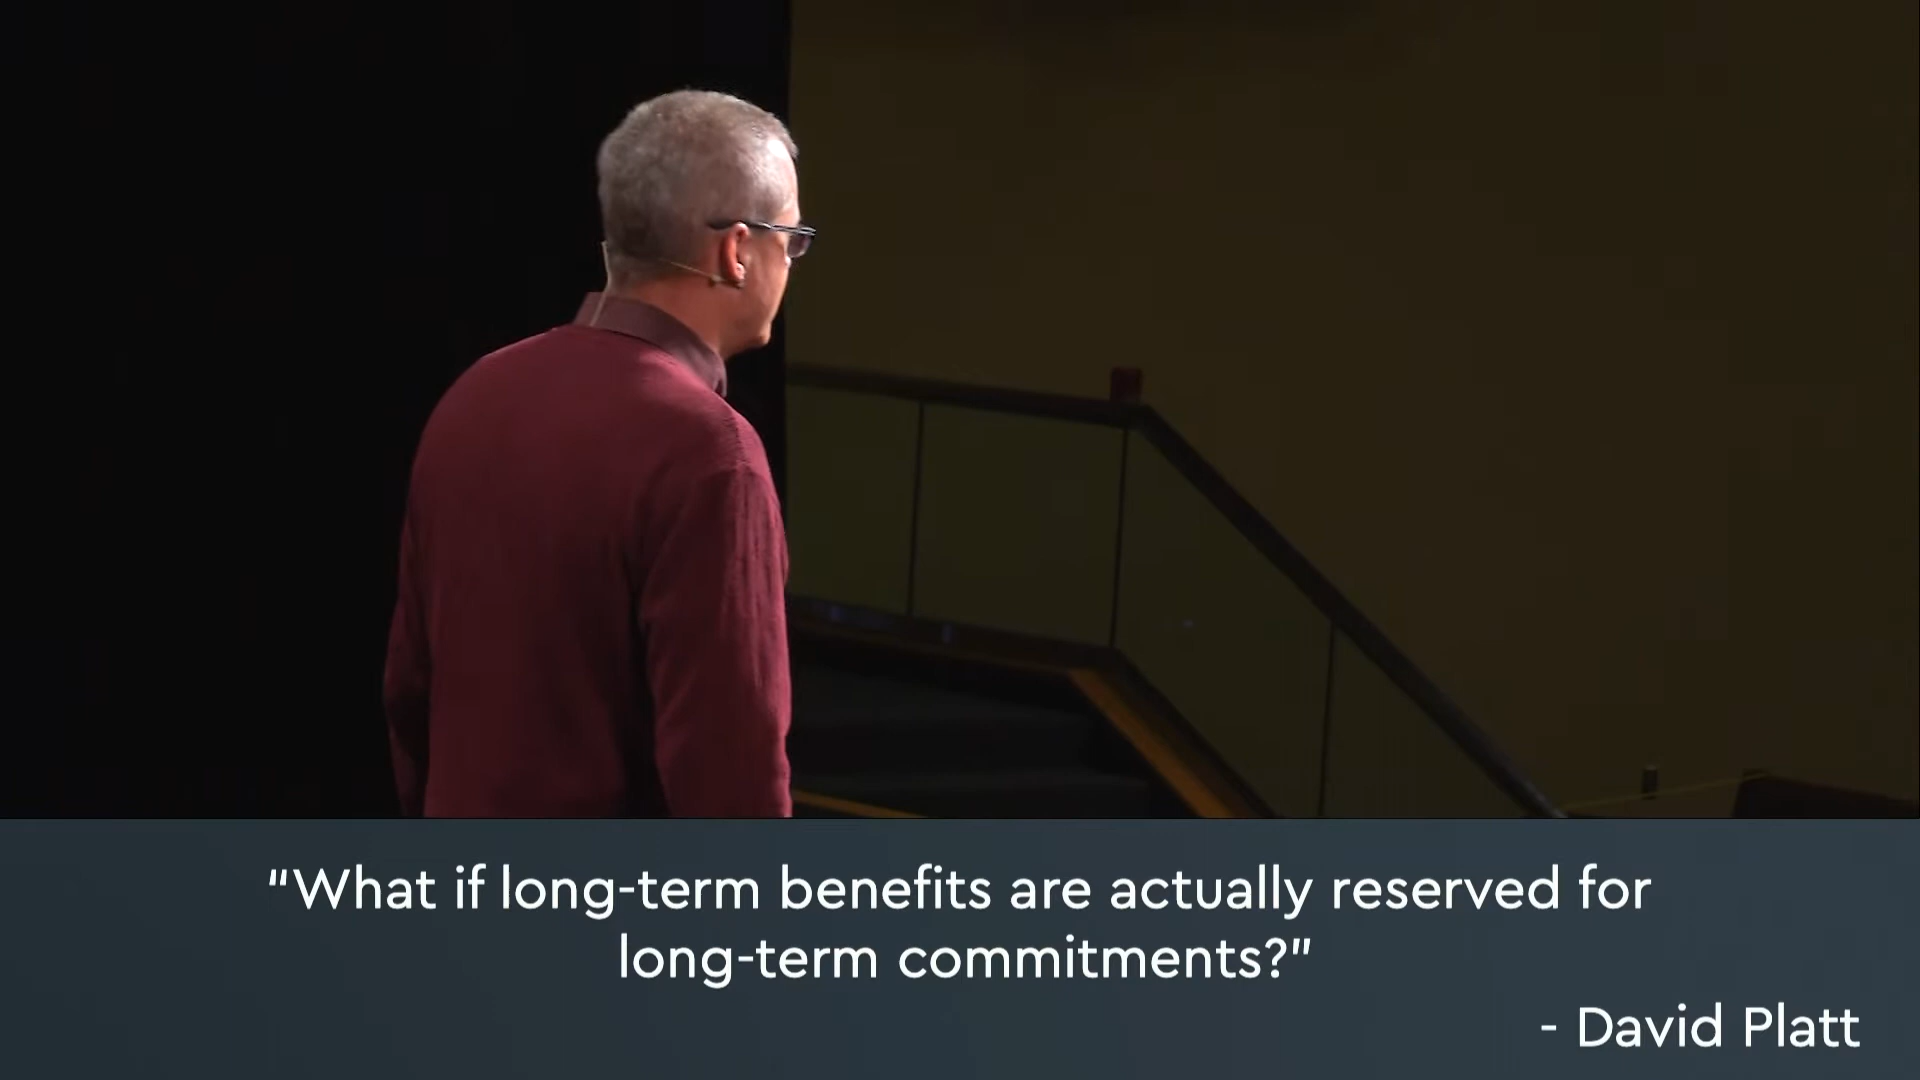 "What if long-term benefits are actually reserved for
long-term commitments?"
- David Platt